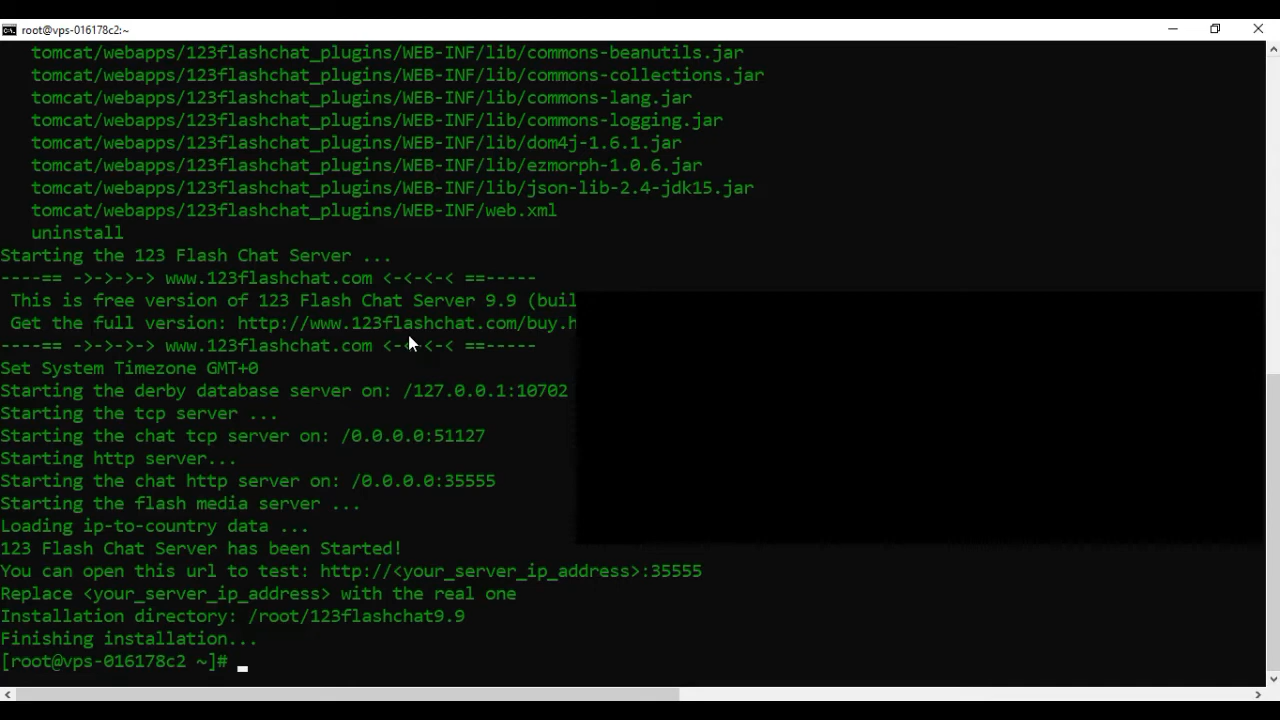 root@vps-016178c2:~
tomcat/webapps/123flashchat_plugins/WEB-INF/lib/commons-beanutils.jar
tomcat/webapps/123flashchat_plugins/WEB-INF/lib/commons-collections.jar
tomcat/webapps/123flashchat_plugins/WEB-INF/lib/commons-lang.jar
tomcat/webapps/123flashchat_plugins/WEB-INF/lib/commons-logging.jar
tomcat/webapps/123flashchat_plugins/WEB-INF/lib/dom4j-1.6.1.jar
tomcat/webapps/123flashchat_plugins/WEB-INF/lib/ezmorph-1.0.6.jar
tomcat/webapps/123flashchat_plugins/WEB-INF/lib/json-lib-2.4-jdk15.jar
tomcat/webapps/123flashchat_plugins/WEB-INF/web.xml
uninstall
Starting the 123 Flash Chat Server ...
----== ->->->-> www.123flashchat.com <-<-<-< ==-----
This is free version of 123 Flash Chat Server 9.9 (buil
Get the full version: http://www.123flashchat.com/buy.h
----== ->->->-> www.123flashchat.com <-<-<-< ==-----
Set System Timezone GMT+0
Starting the derby database server on: /127.0.0.1:10702
Starting the tcp server ...
Starting the chat tcp server on: /0.0.0.0:51127
Starting http server...
Starting the chat http server on: /0.0.0.0:35555
Starting the flash media server ...
Loading ip-to-country data ...
123 Flash Chat Server has been Started!
You can open this url to test: http://<your_server_ip_address>:35555
Replace <your_server_ip_address> with the real one
Installation directory: /root/123flashchat9.9
Finishing installation...
[root@vps-016178c2 ~]#